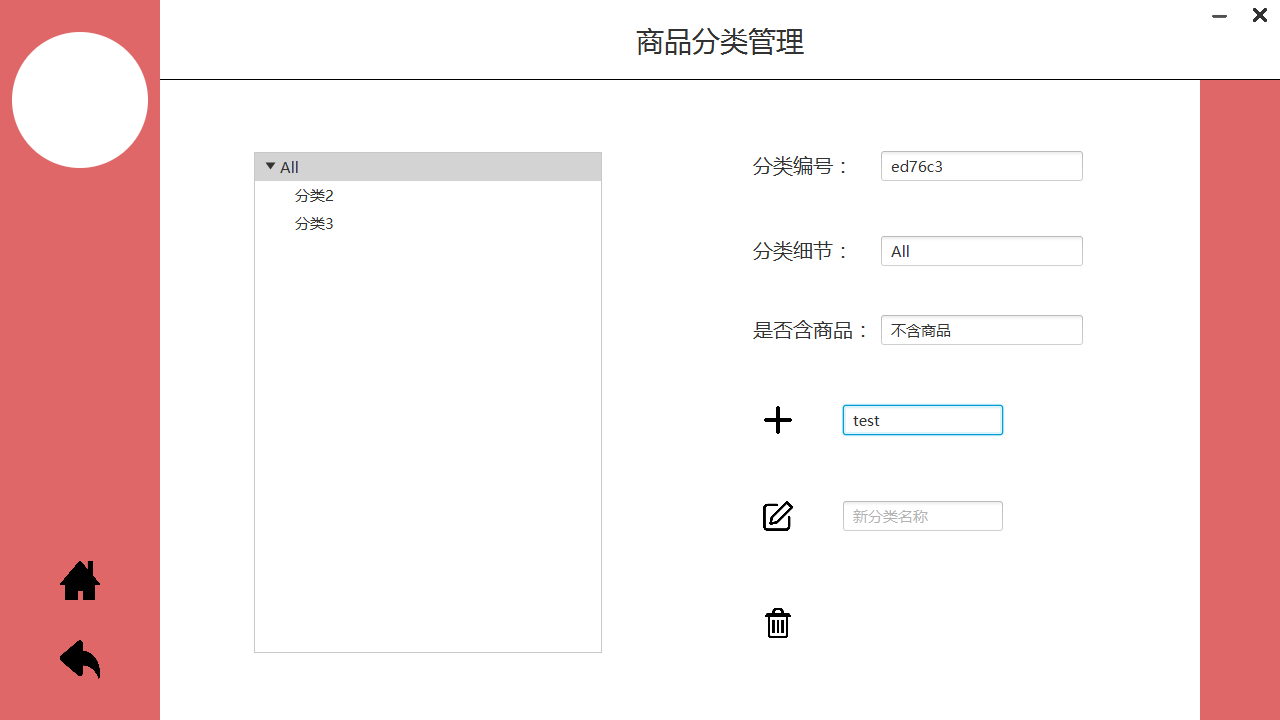 商品分类管理
All
分类2
分类3
分类编号：
ed76c3
分类细节：
All
是否含商品：
不含商品
test
新分类名称